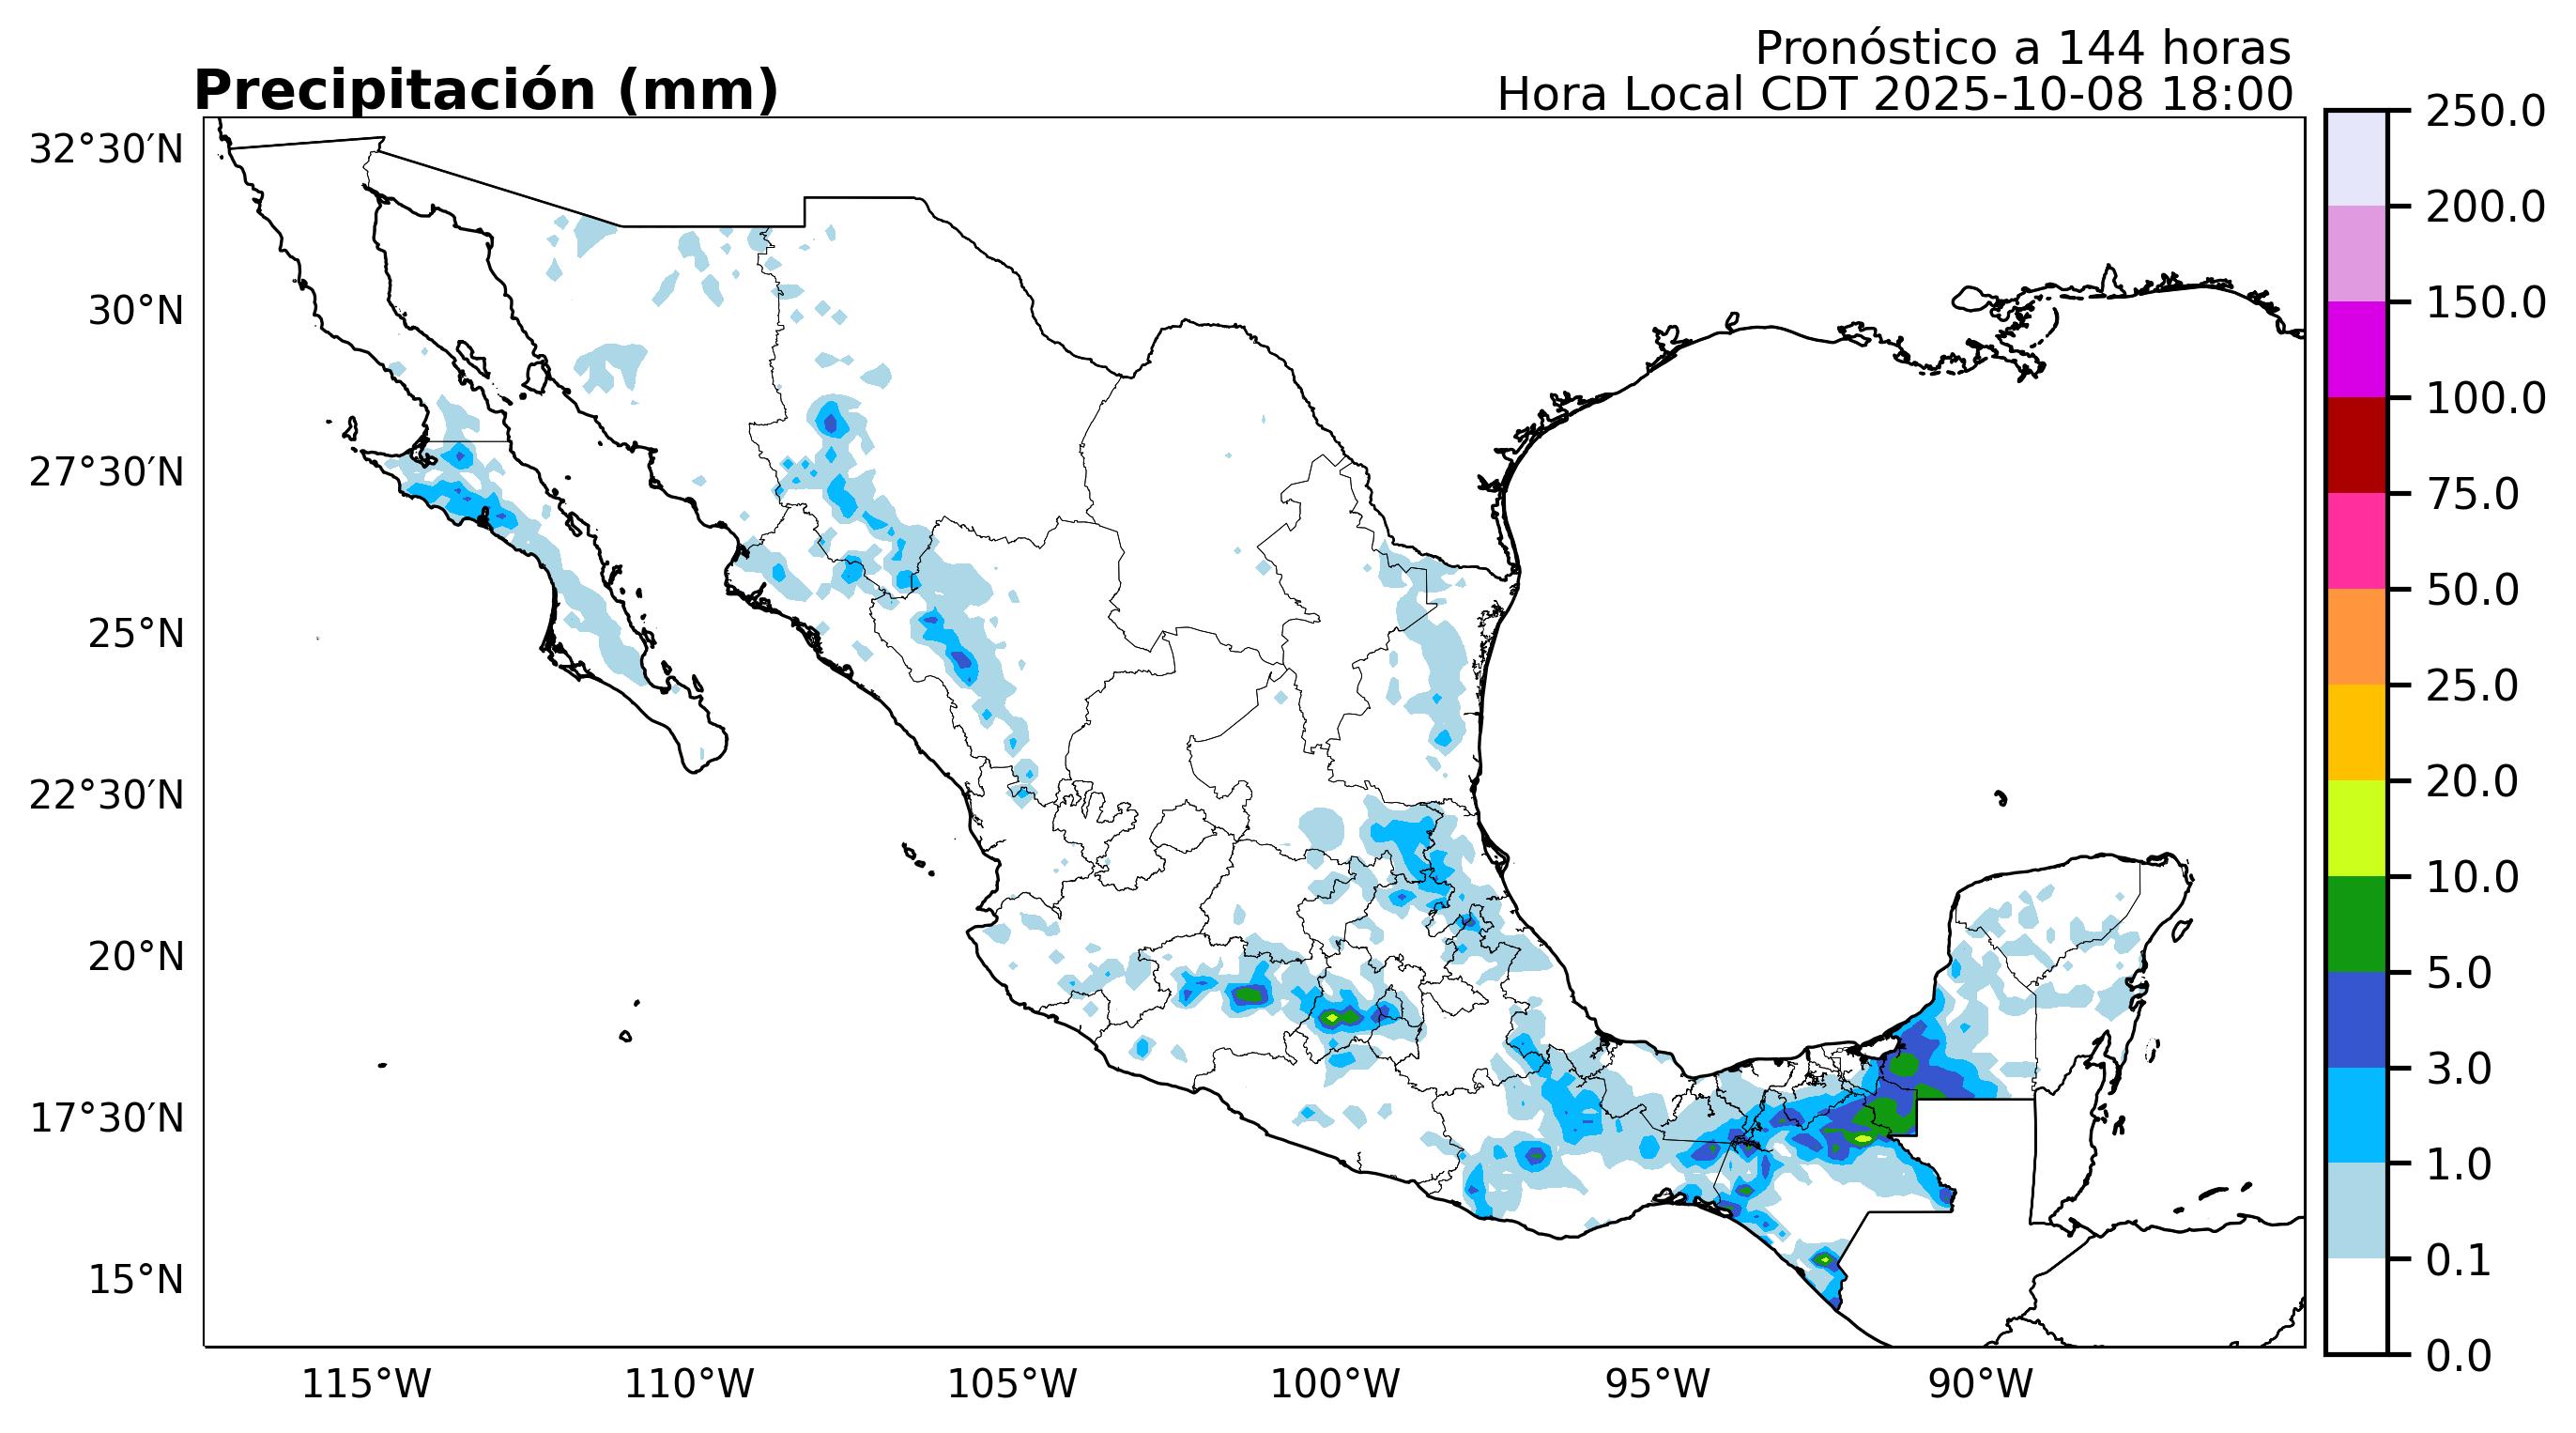 Pronóstico a 144 horas
Precipitación (mm)
Hora Local CDT 2025-10-08 18:00
32°30′N
30°N
27°30′N
25°N
22°30′N
20°N
17°30′N
15°N
115°W
110°W
105°W
100°W
95°W
90°W
250.0
200.0
150.0
100.0
75.0
50.0
25.0
20.0
10.0
5.0
3.0
1.0
0.1
0.0